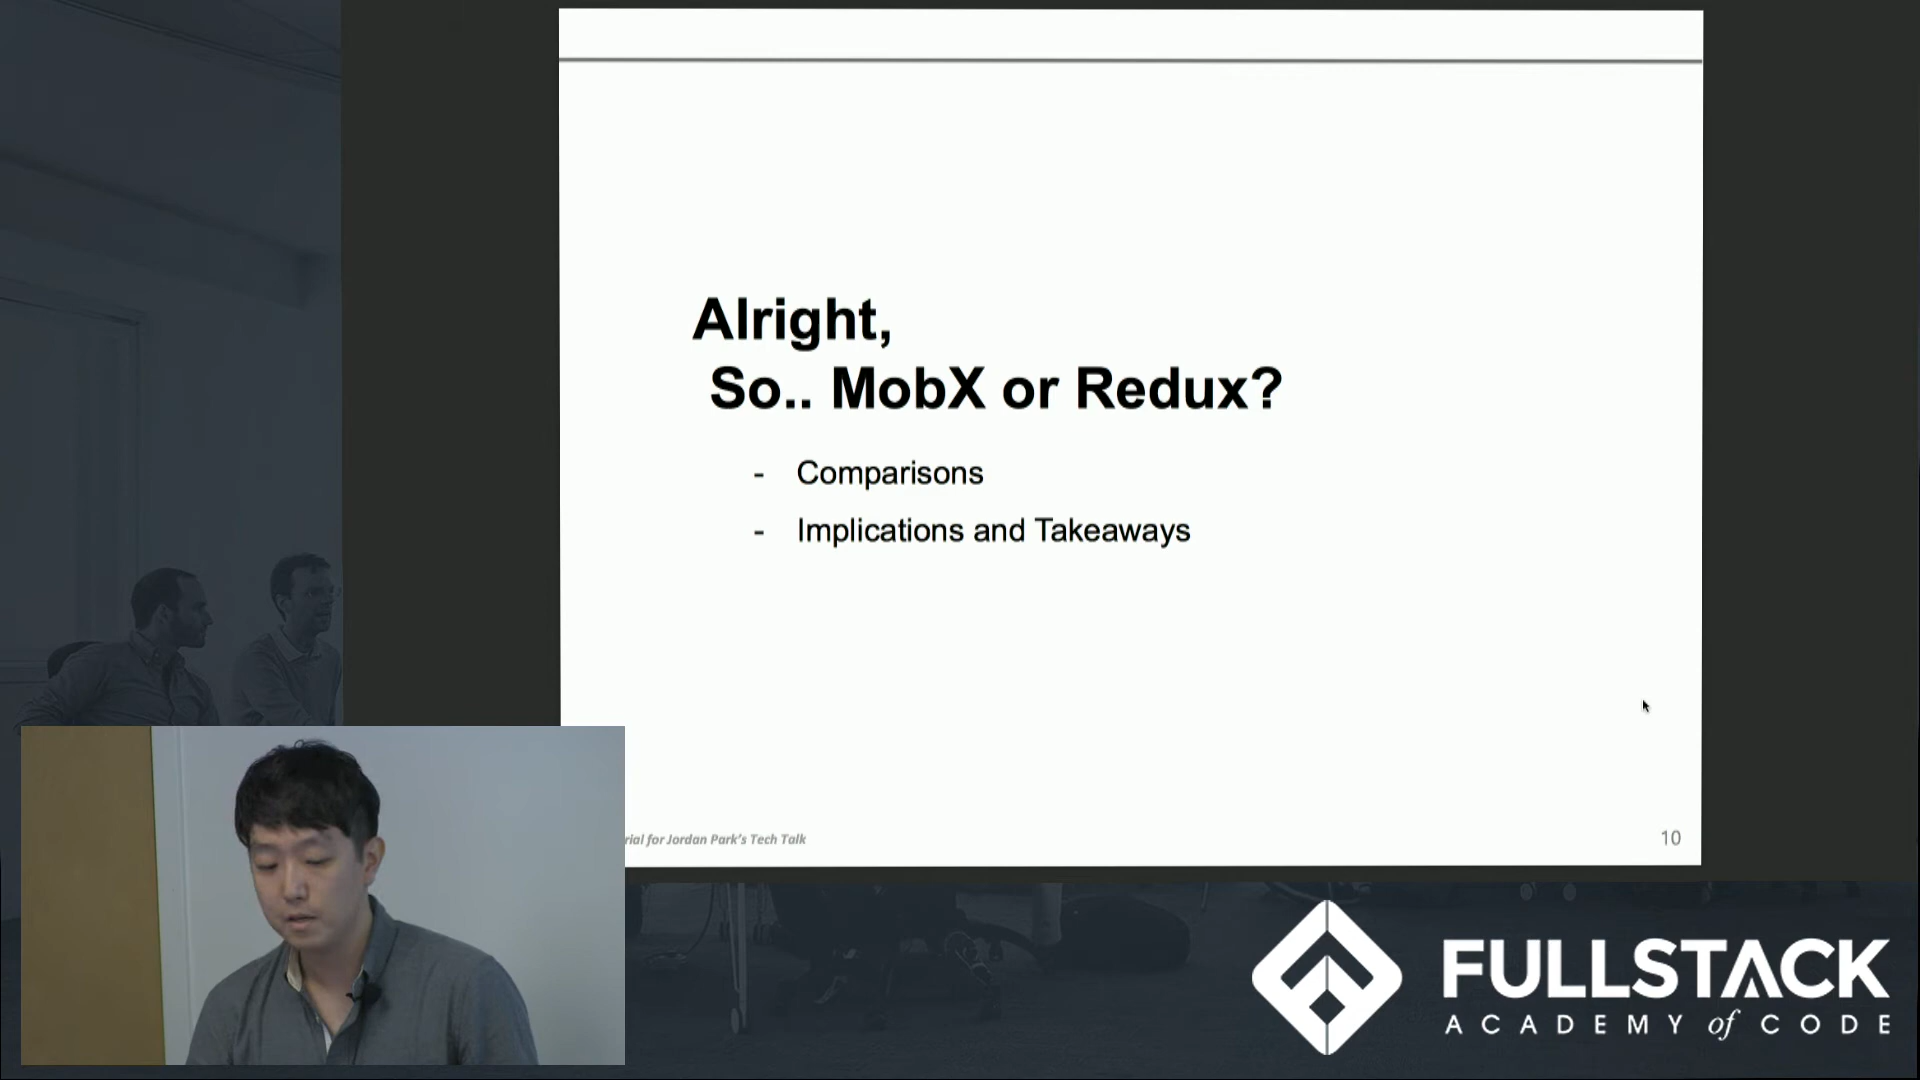 Alright,
So.. MobX or Redux?
- Comparisons
- Implications and Takeaways
for Jordan Park's Tech Talk
10
FULLSTACK
ACADEMY of CODE